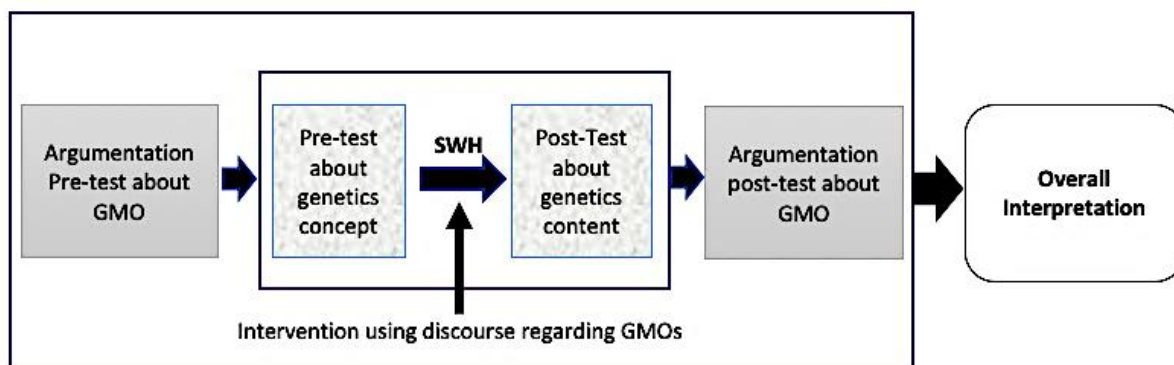 Argumentation
Pre-test about
GMO
Pre-test
about
genetics
concept
SWH
Post-Test
about
genetics
content
Argumentation
post-test about
GMO
Overall
Interpretation
Intervention using discourse regarding GMOs